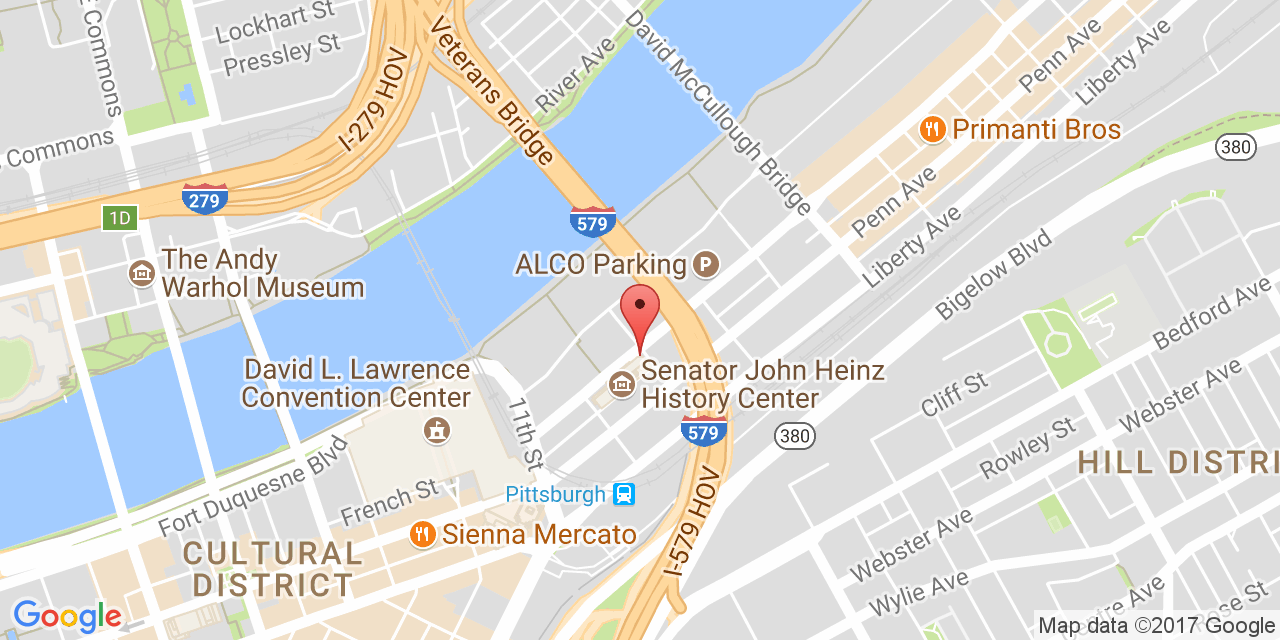 Lockhart St
Pressley St
Commons
Commons
I-279 HOV
Veterans Bridge
River Ave
David McCullough Bridge
Penn Ave
Liberty Ave
Primanti Bros
380
279
1D
579
The Andy
Warhol Museum
ALCO Parking
P
Penn Ave
Liberty Ave
Bigelow Blvd
Bedford Ave
Webster Ave
David L. Lawrence
Convention Center
11th St
Senator John Heinz
History Center
579
380
Cliff St
Rowley St
HILL DISTRI
Fort Duquesne Blvd
French St
Pittsburgh
I-579 HOV
Sienna Mercato
CULTURAL
DISTRICT
Webster Ave
Wylie Ave
Rose St
Google
Map data ©2017 Google